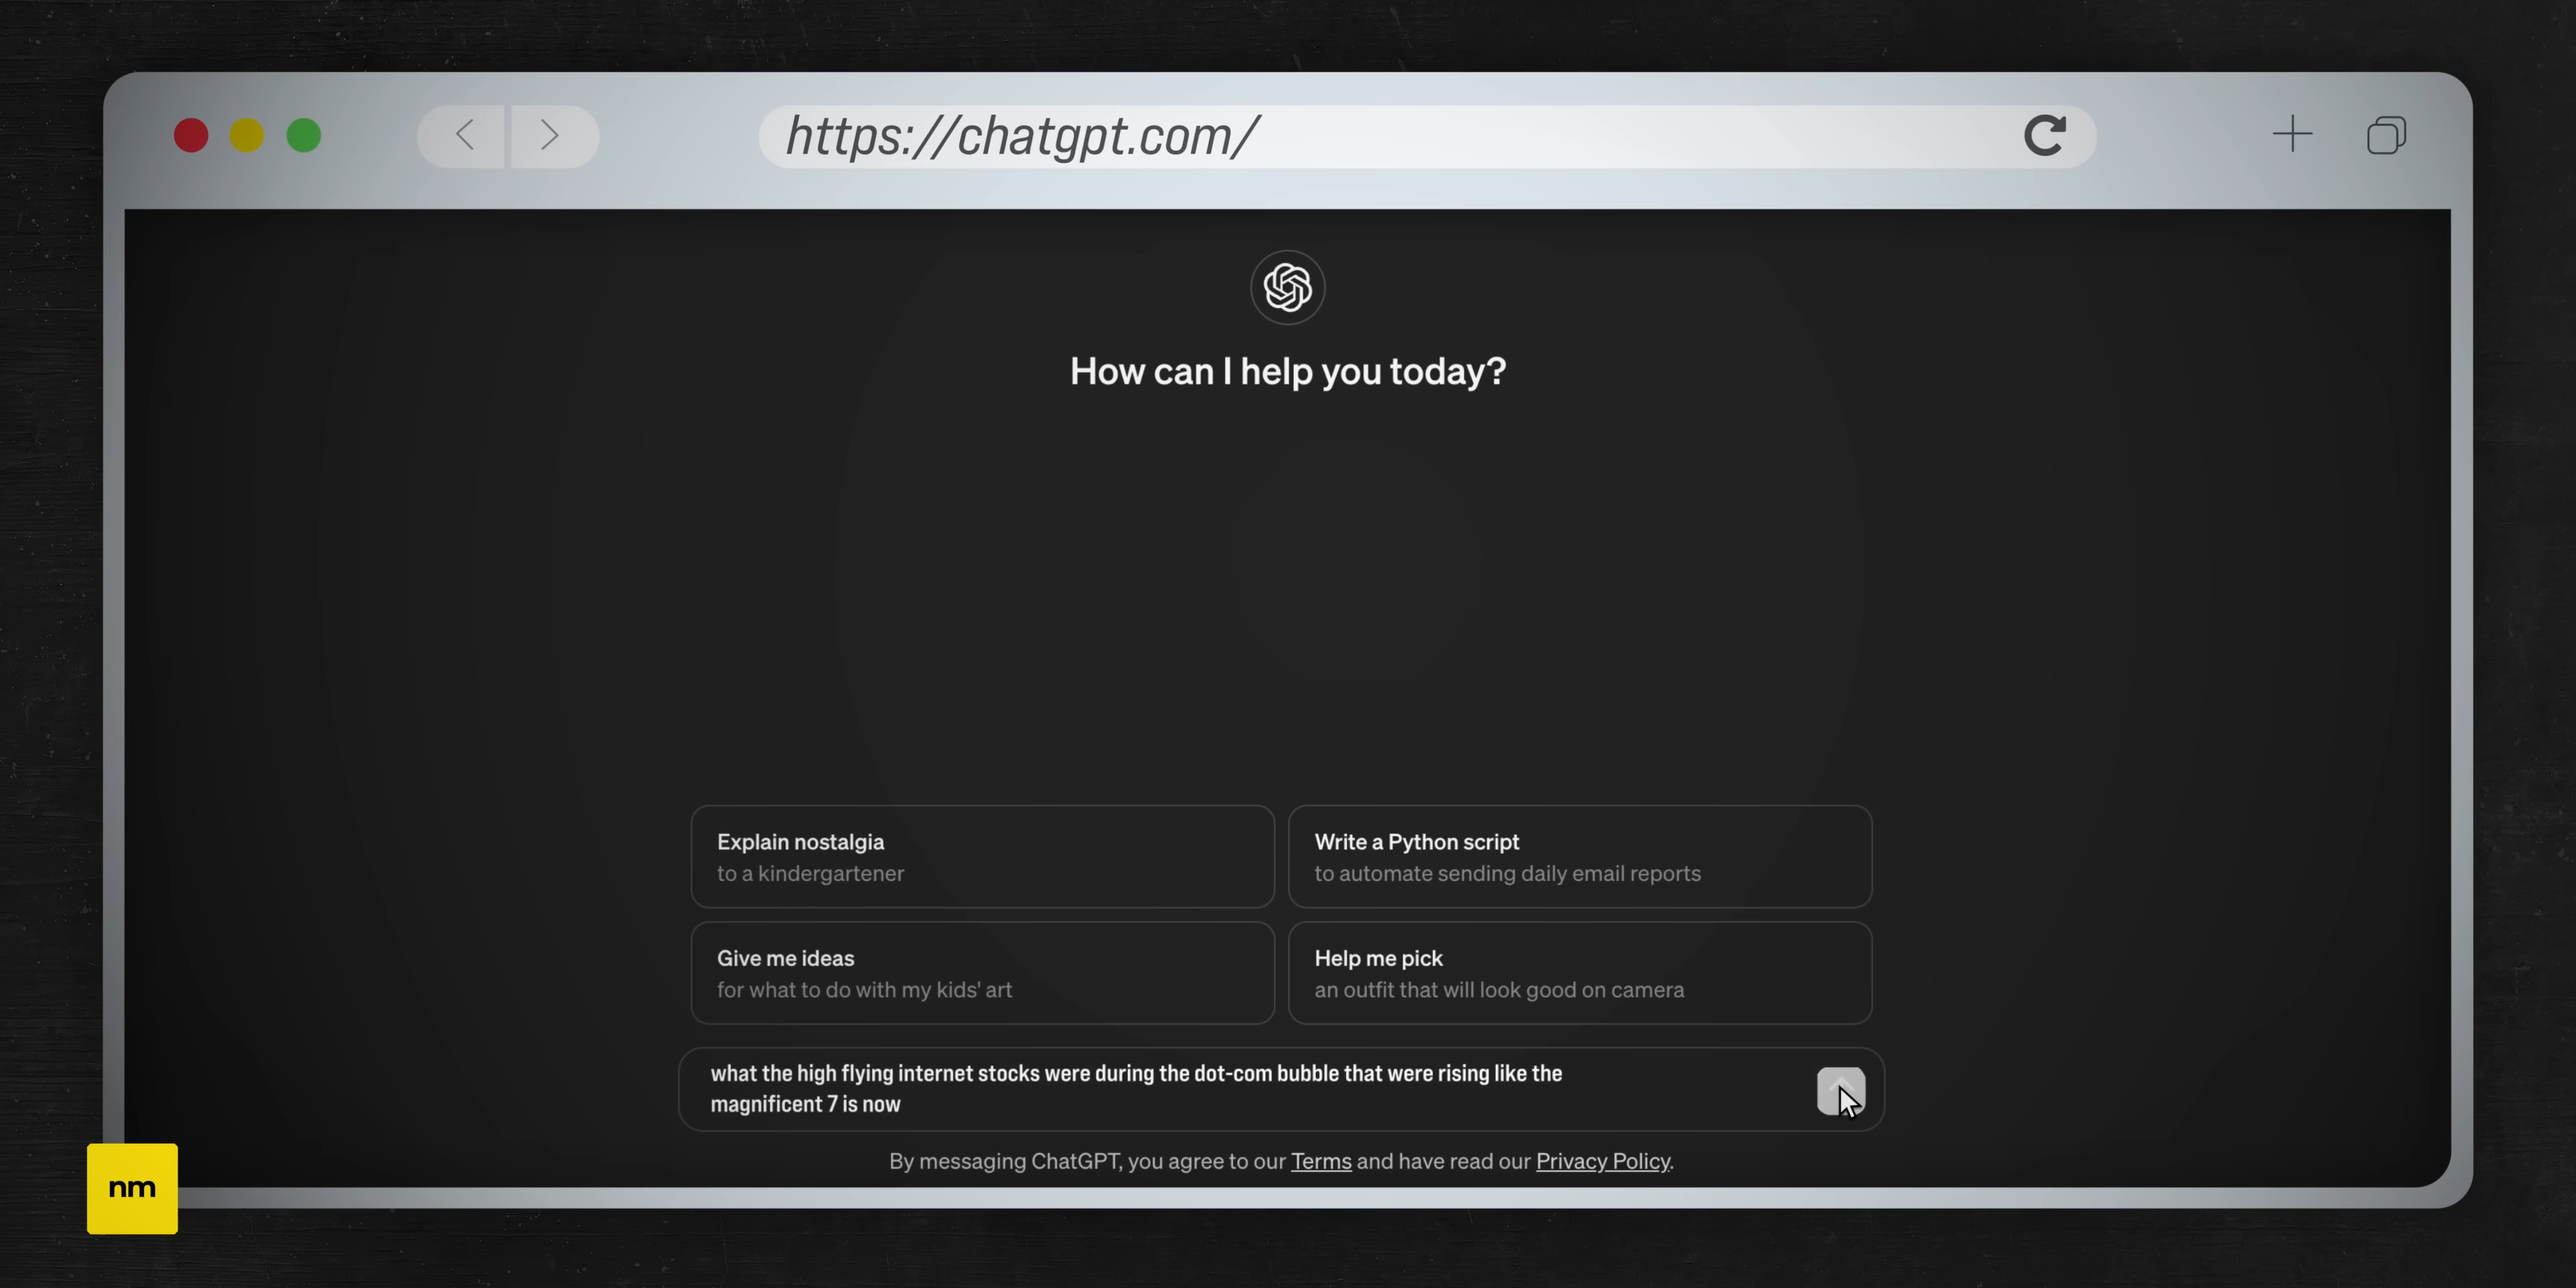 https://chatgpt.com/
How can I help you today?
Explain nostalgia
to a kindergartener
Write a Python script
to automate sending daily email reports
Give me ideas
for what to do with my kids' art
Help me pick
an outfit that will look good on camera
what the high flying internet stocks were during the dot-com bubble that were rising like the
magnificent 7 is now
By messaging ChatGPT, you agree to our Terms and have read our Privacy Policy.
nm